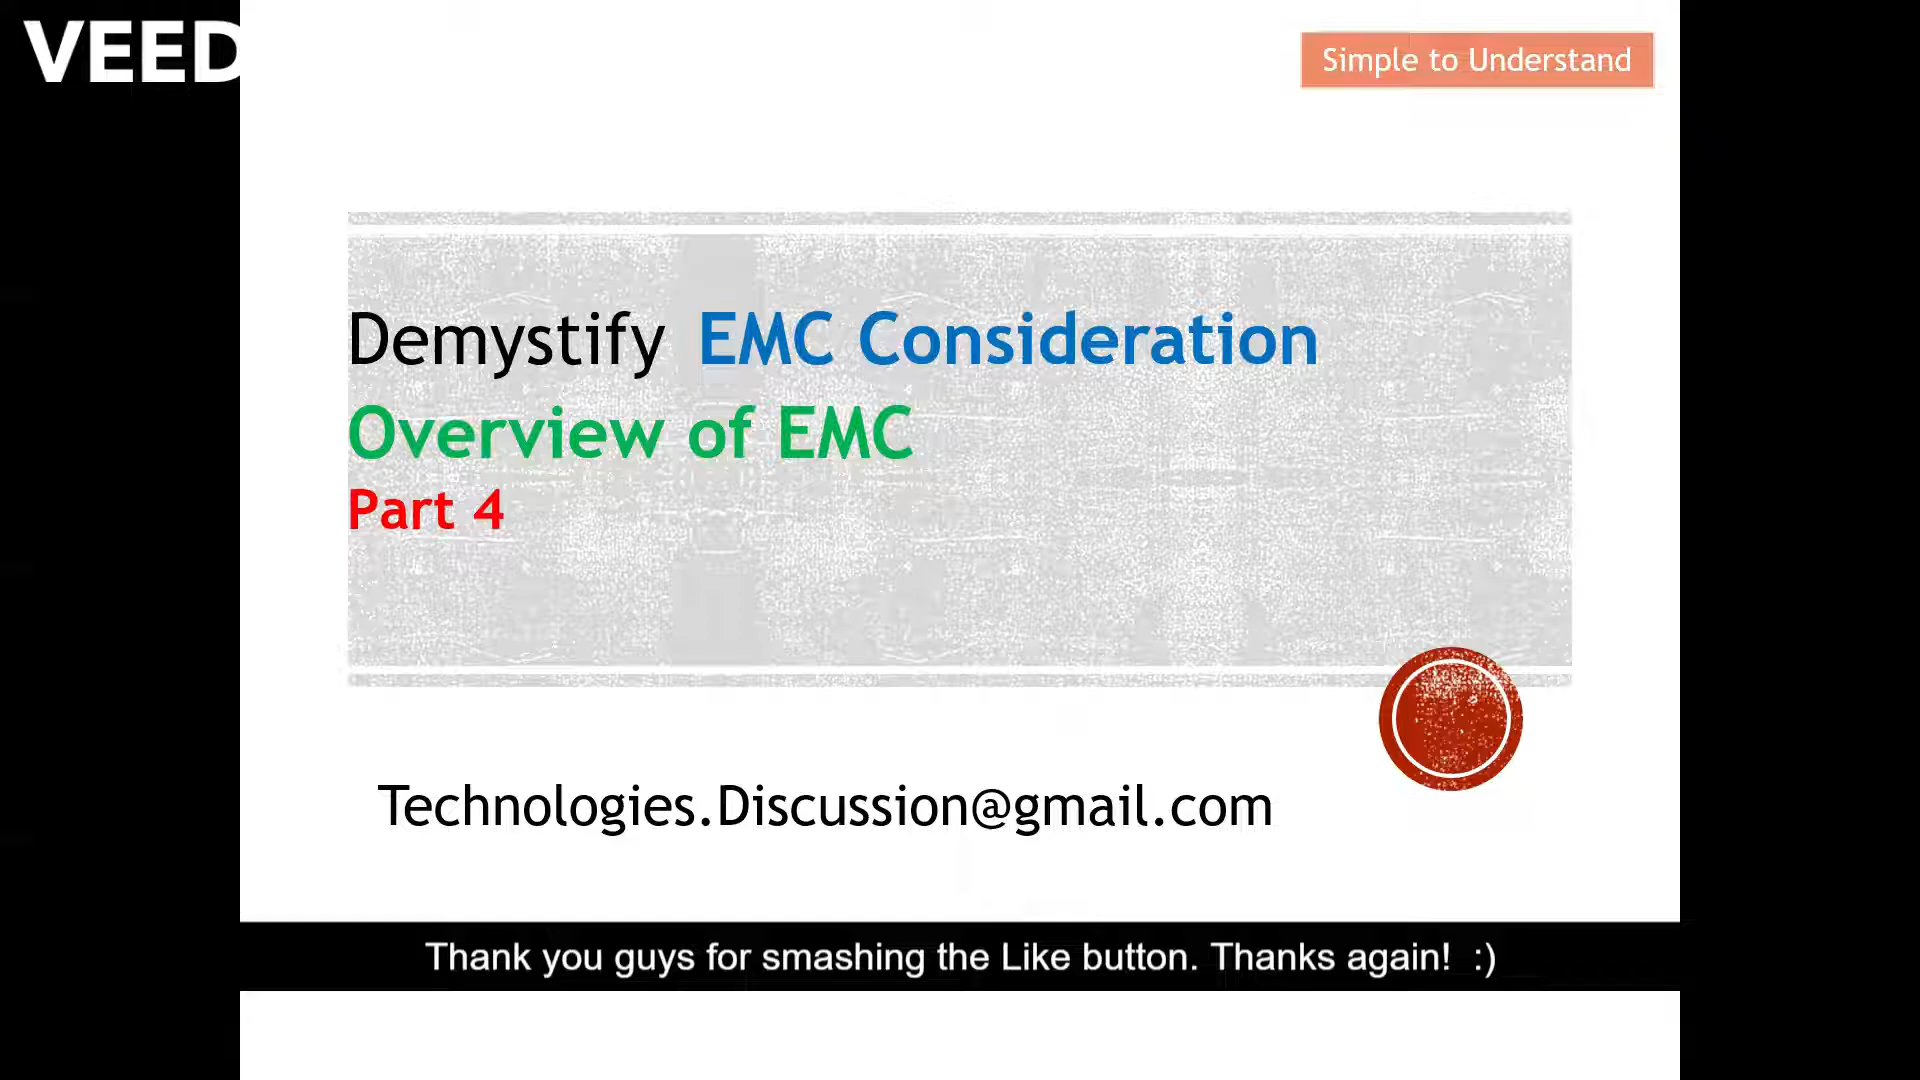 VEED
Simple to Understand
Demystify EMC Consideration
Overview of EMC
Part 4
Technologies.Discussion@gmail.com
Thank you guys for smashing the Like button. Thanks again! :)